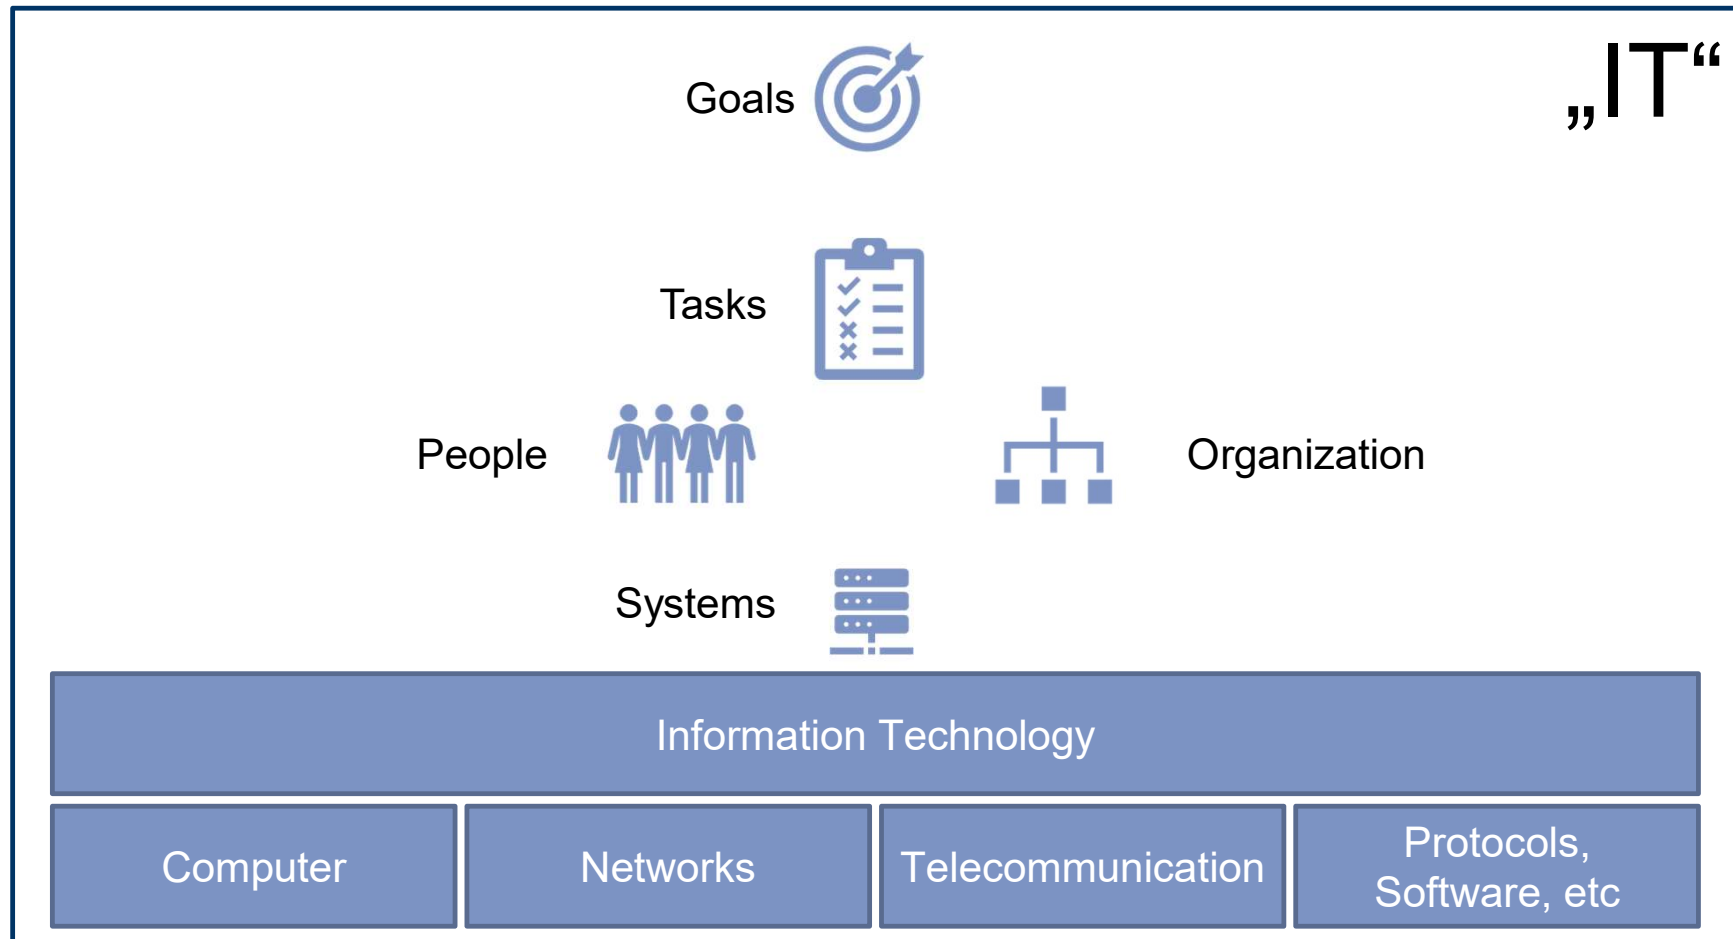 „IT“
Goals
Tasks
People
Organization
Systems
Information Technology
Computer
Networks
Telecommunication
Protocols,
Software, etc